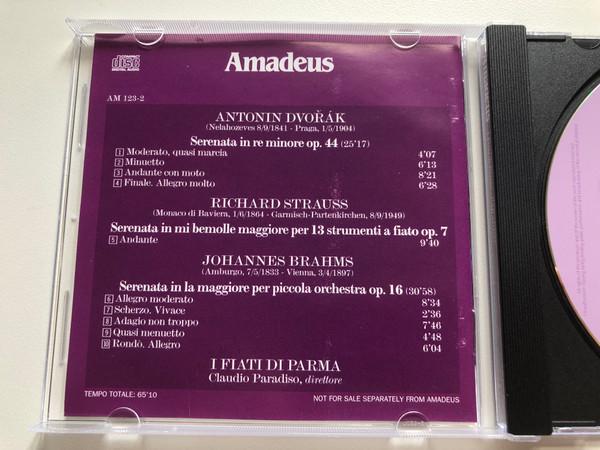 COMPACT
disc
DIGITAL AUDIO
Amadeus
AM 123-2
ANTONIN DVOŘÁK
(Nelahozeves 8/9/1841 - Praga, 1/5/1904)
Serenata in re minore op. 44 (25'17)
1 Moderato, quasi marcia 4'07
2 Minuetto 6'13
3 Andante con moto 8'21
4 Finale. Allegro molto 6'28
RICHARD STRAUSS
(Monaco di Baviera, 1/6/1864 - Garmisch-Partenkirchen, 8/9/1949)
Serenata in mi bemolle maggiore per 13 strumenti a fiato op. 7
5 Andante 9'40
JOHANNES BRAHMS
(Amburgo, 7/5/1833 - Vienna, 3/4/1897)
Serenata in la maggiore per piccola orchestra op. 16 (30'58)
6 Allegro moderato 8'34
7 Scherzo. Vivace 2'36
8 Adagio non troppo 7'46
9 Quasi menuetto 4'48
10 Rondò. Allegro 6'04
I FIATI DI PARMA
Claudio Paradiso, direttore
TEMPO TOTALE: 65'10 NOT FOR SALE SEPARATELY FROM AMADEUS